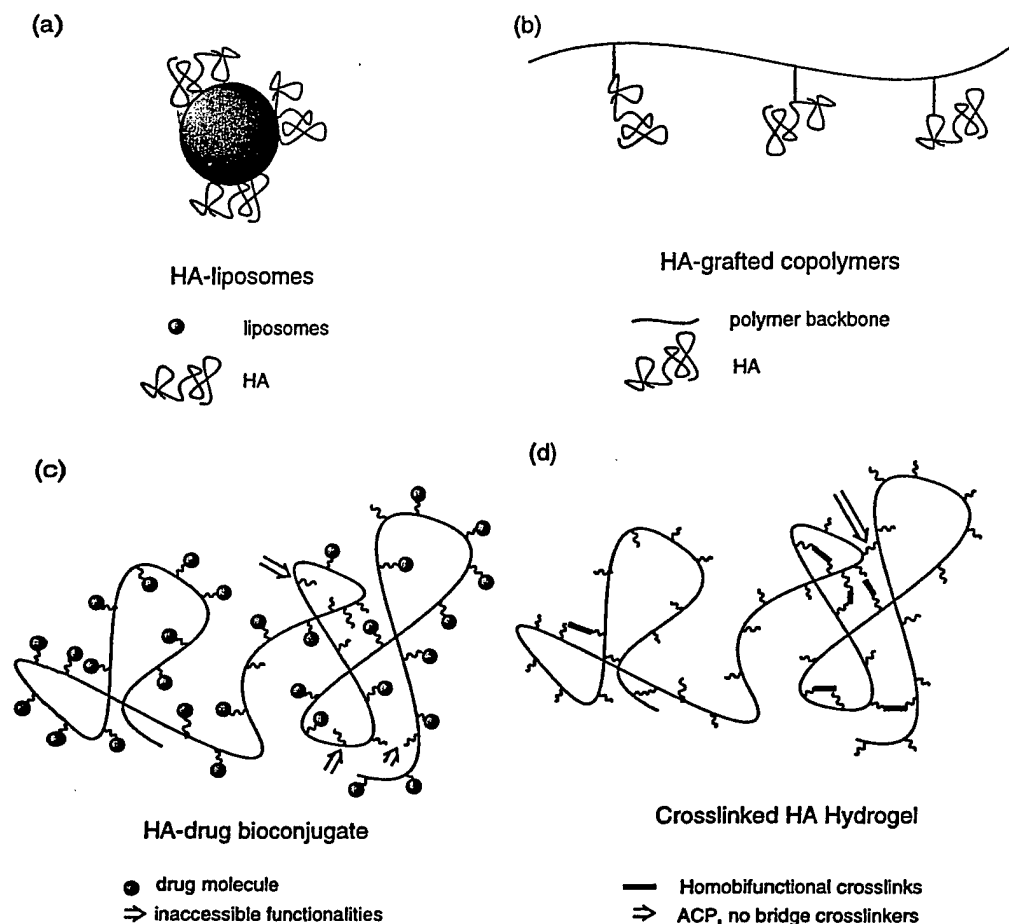 (a)
HA-liposomes
liposomes
HA
(b)
HA-grafted copolymers
polymer backbone
HA
(c)
HA-drug bioconjugate
drug molecule
inaccessible functionalities
(d)
Crosslinked HA Hydrogel
Homobifunctional crosslinks
ACP, no bridge crosslinkers